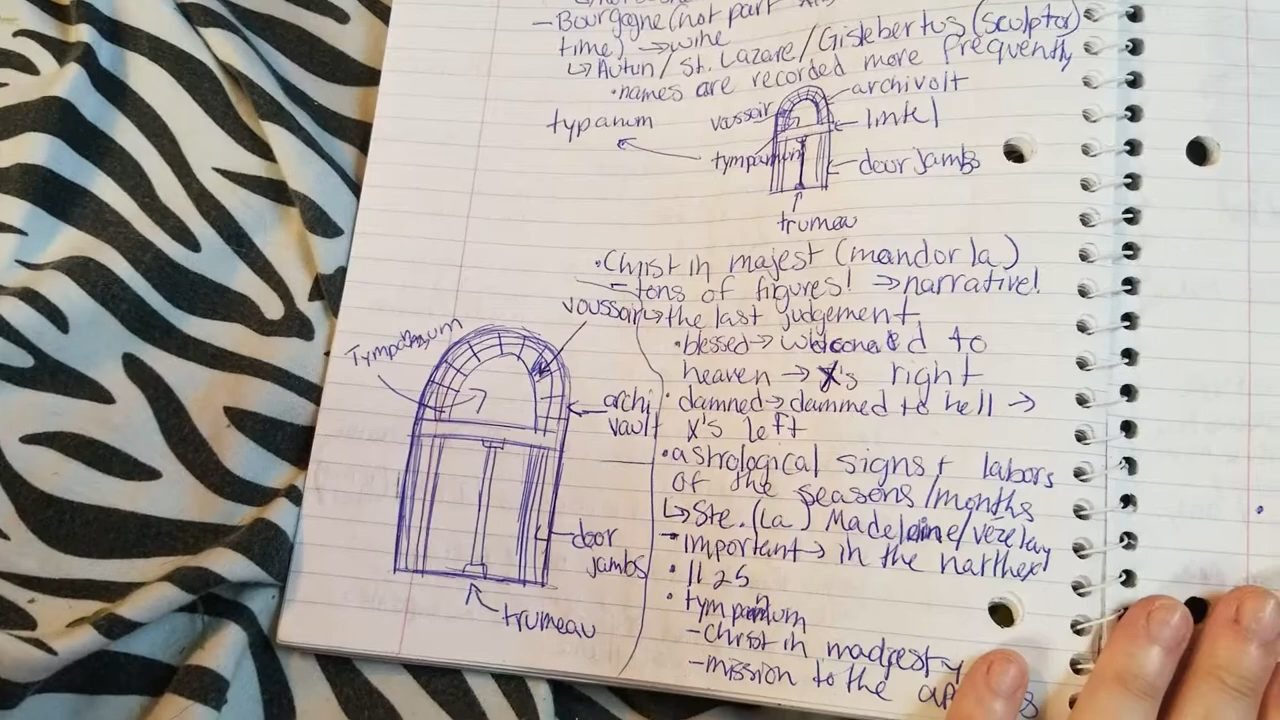 - Bourgogne (not part
time) → wine
↳ Autun / St. Lazare / Gislebertus (sculptor)
• names are recorded more frequently
archivolt
voussoir
lintel
typanum
tympanum
door jambs
trumeau
• Christ in majest (mandorla)
- tons of figures! → narrative!
voussoir
↳ the last judgement
Tympanum
• blessed → welcomed to
heaven → X's right
archi
vault
• damned → dammed to hell →
X's left
• astrological signs + labors
of the seasons/months
↳ Ste. (La) Madeleine/Vezelay
door
jambs
- important → in the narthex
• 1125
• tympanum
trumeau
- Christ in madjesty
- mission to the